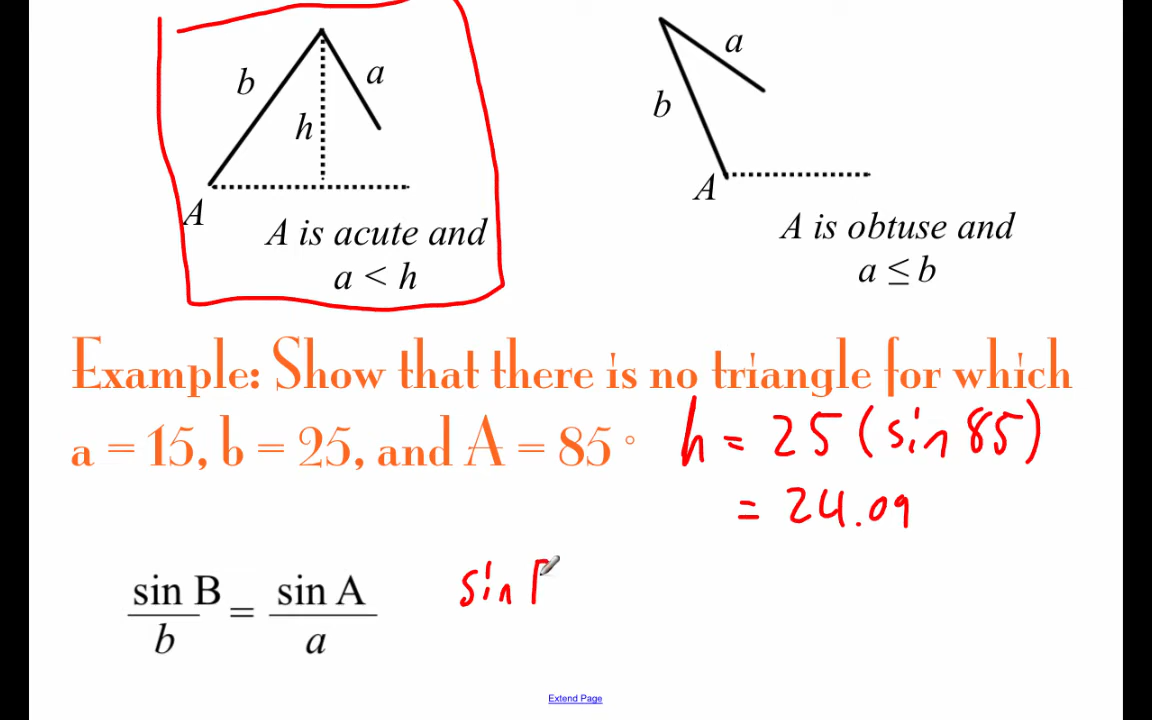 b a
h
A
A is acute and
a < h
a
b
A
A is obtuse and
a ≤ b
Example: Show that there is no triangle for which
a = 15, b = 25, and A = 85°
h = 25 (sin 85)
= 24.09
sin B / b = sin A / a
sin
Extend Page